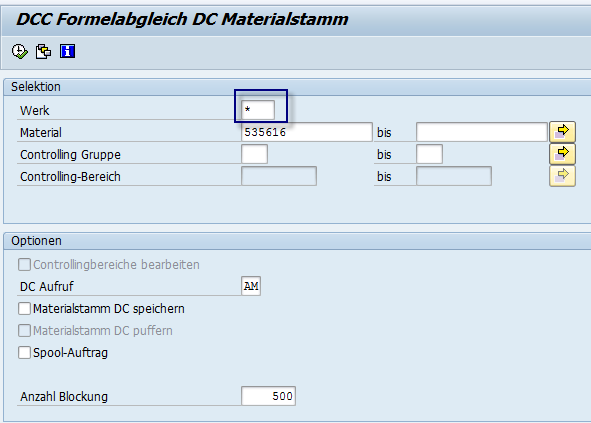 DCC Formelabgleich DC Materialstamm
Selektion
Werk *
Material 535616 bis
Controlling Gruppe bis
Controlling-Bereich bis
Optionen
Controllingbereiche bearbeiten
DC Aufruf AM
Materialstamm DC speichern
Materialstamm DC puffern
Spool-Auftrag
Anzahl Blockung 500